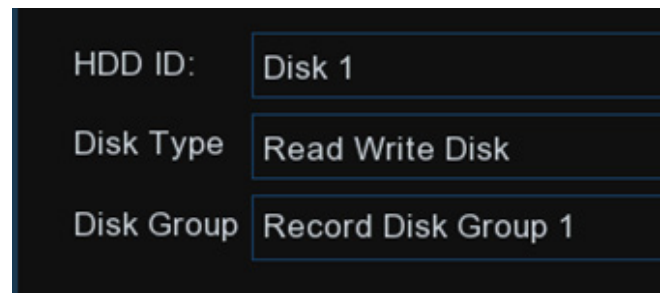 HDD ID: Disk 1
Disk Type Read Write Disk
Disk Group Record Disk Group 1